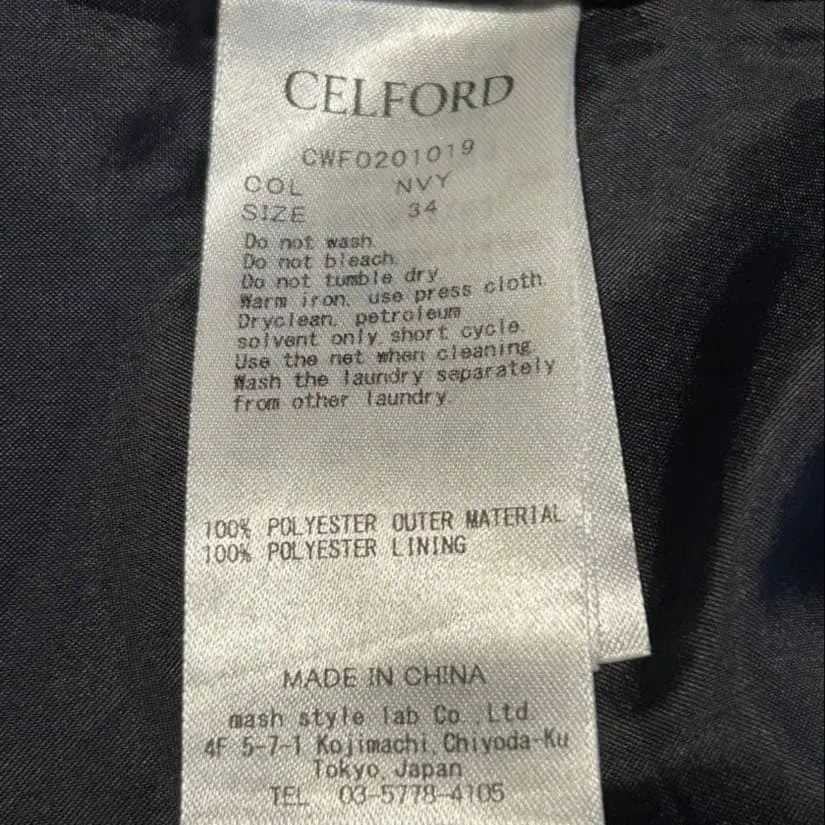 CELFORD
CWFO201019
COL NVY
SIZE 34
Do not wash.
Do not bleach.
Do not tumble dry.
Warm iron, use press cloth.
Dryclean, petroleum
solvent only,short cycle.
Use the net when cleaning.
Wash the laundry separately
from other laundry.
100% POLYESTER OUTER MATERIAL
100% POLYESTER LINING
MADE IN CHINA
mash style lab Co.,Ltd.
4F 5-7-1 Kojimachi,Chiyoda-Ku
Tokyo,Japan
TEL 03-5778-4105